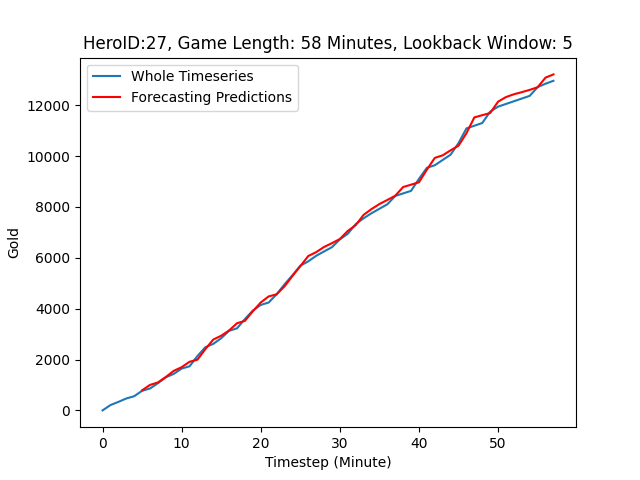 HeroID:27, Game Length: 58 Minutes, Lookback Window: 5
Whole Timeseries
Forecasting Predictions
12000
10000
8000
6000
4000
2000
0
Gold
0 10 20 30 40 50
Timestep (Minute)